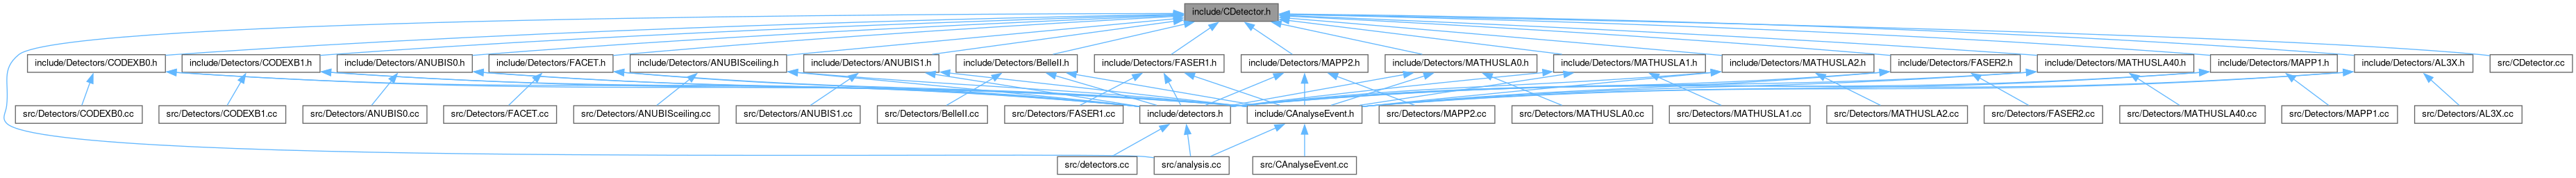 include/CDetector.h
include/Detectors/CODEXB0.h
include/Detectors/CODEXB1.h
include/Detectors/ANUBIS0.h
include/Detectors/FACET.h
include/Detectors/ANUBISceiling.h
include/Detectors/ANUBIS1.h
include/Detectors/BelleII.h
include/Detectors/FASER1.h
include/Detectors/MAPP2.h
include/Detectors/MATHUSLA0.h
include/Detectors/MATHUSLA1.h
include/Detectors/MATHUSLA2.h
include/Detectors/FASER2.h
include/Detectors/MATHUSLA40.h
include/Detectors/MAPP1.h
include/Detectors/AL3X.h
src/CDetector.cc
src/Detectors/CODEXB0.cc
src/Detectors/CODEXB1.cc
src/Detectors/ANUBIS0.cc
src/Detectors/FACET.cc
src/Detectors/ANUBISceiling.cc
src/Detectors/ANUBIS1.cc
src/Detectors/BelleII.cc
src/Detectors/FASER1.cc
include/detectors.h
include/CAnalyseEvent.h
src/Detectors/MAPP2.cc
src/Detectors/MATHUSLA0.cc
src/Detectors/MATHUSLA1.cc
src/Detectors/MATHUSLA2.cc
src/Detectors/FASER2.cc
src/Detectors/MATHUSLA40.cc
src/Detectors/MAPP1.cc
src/Detectors/AL3X.cc
src/detectors.cc
src/analysis.cc
src/CAnalyseEvent.cc